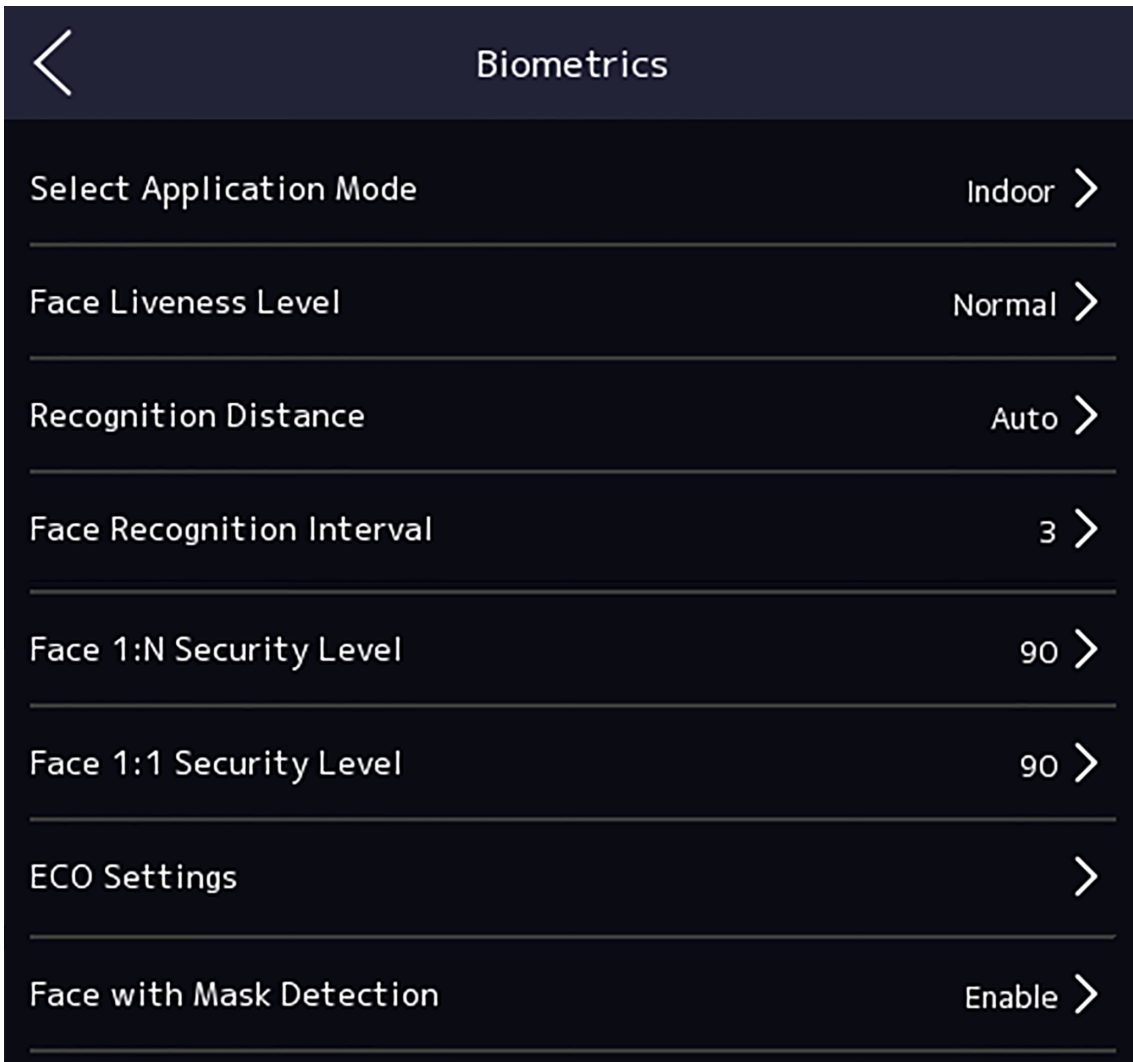 Biometrics
Select Application Mode Indoor
Face Liveness Level Normal
Recognition Distance Auto
Face Recognition Interval 3
Face 1:N Security Level 90
Face 1:1 Security Level 90
ECO Settings
Face with Mask Detection Enable